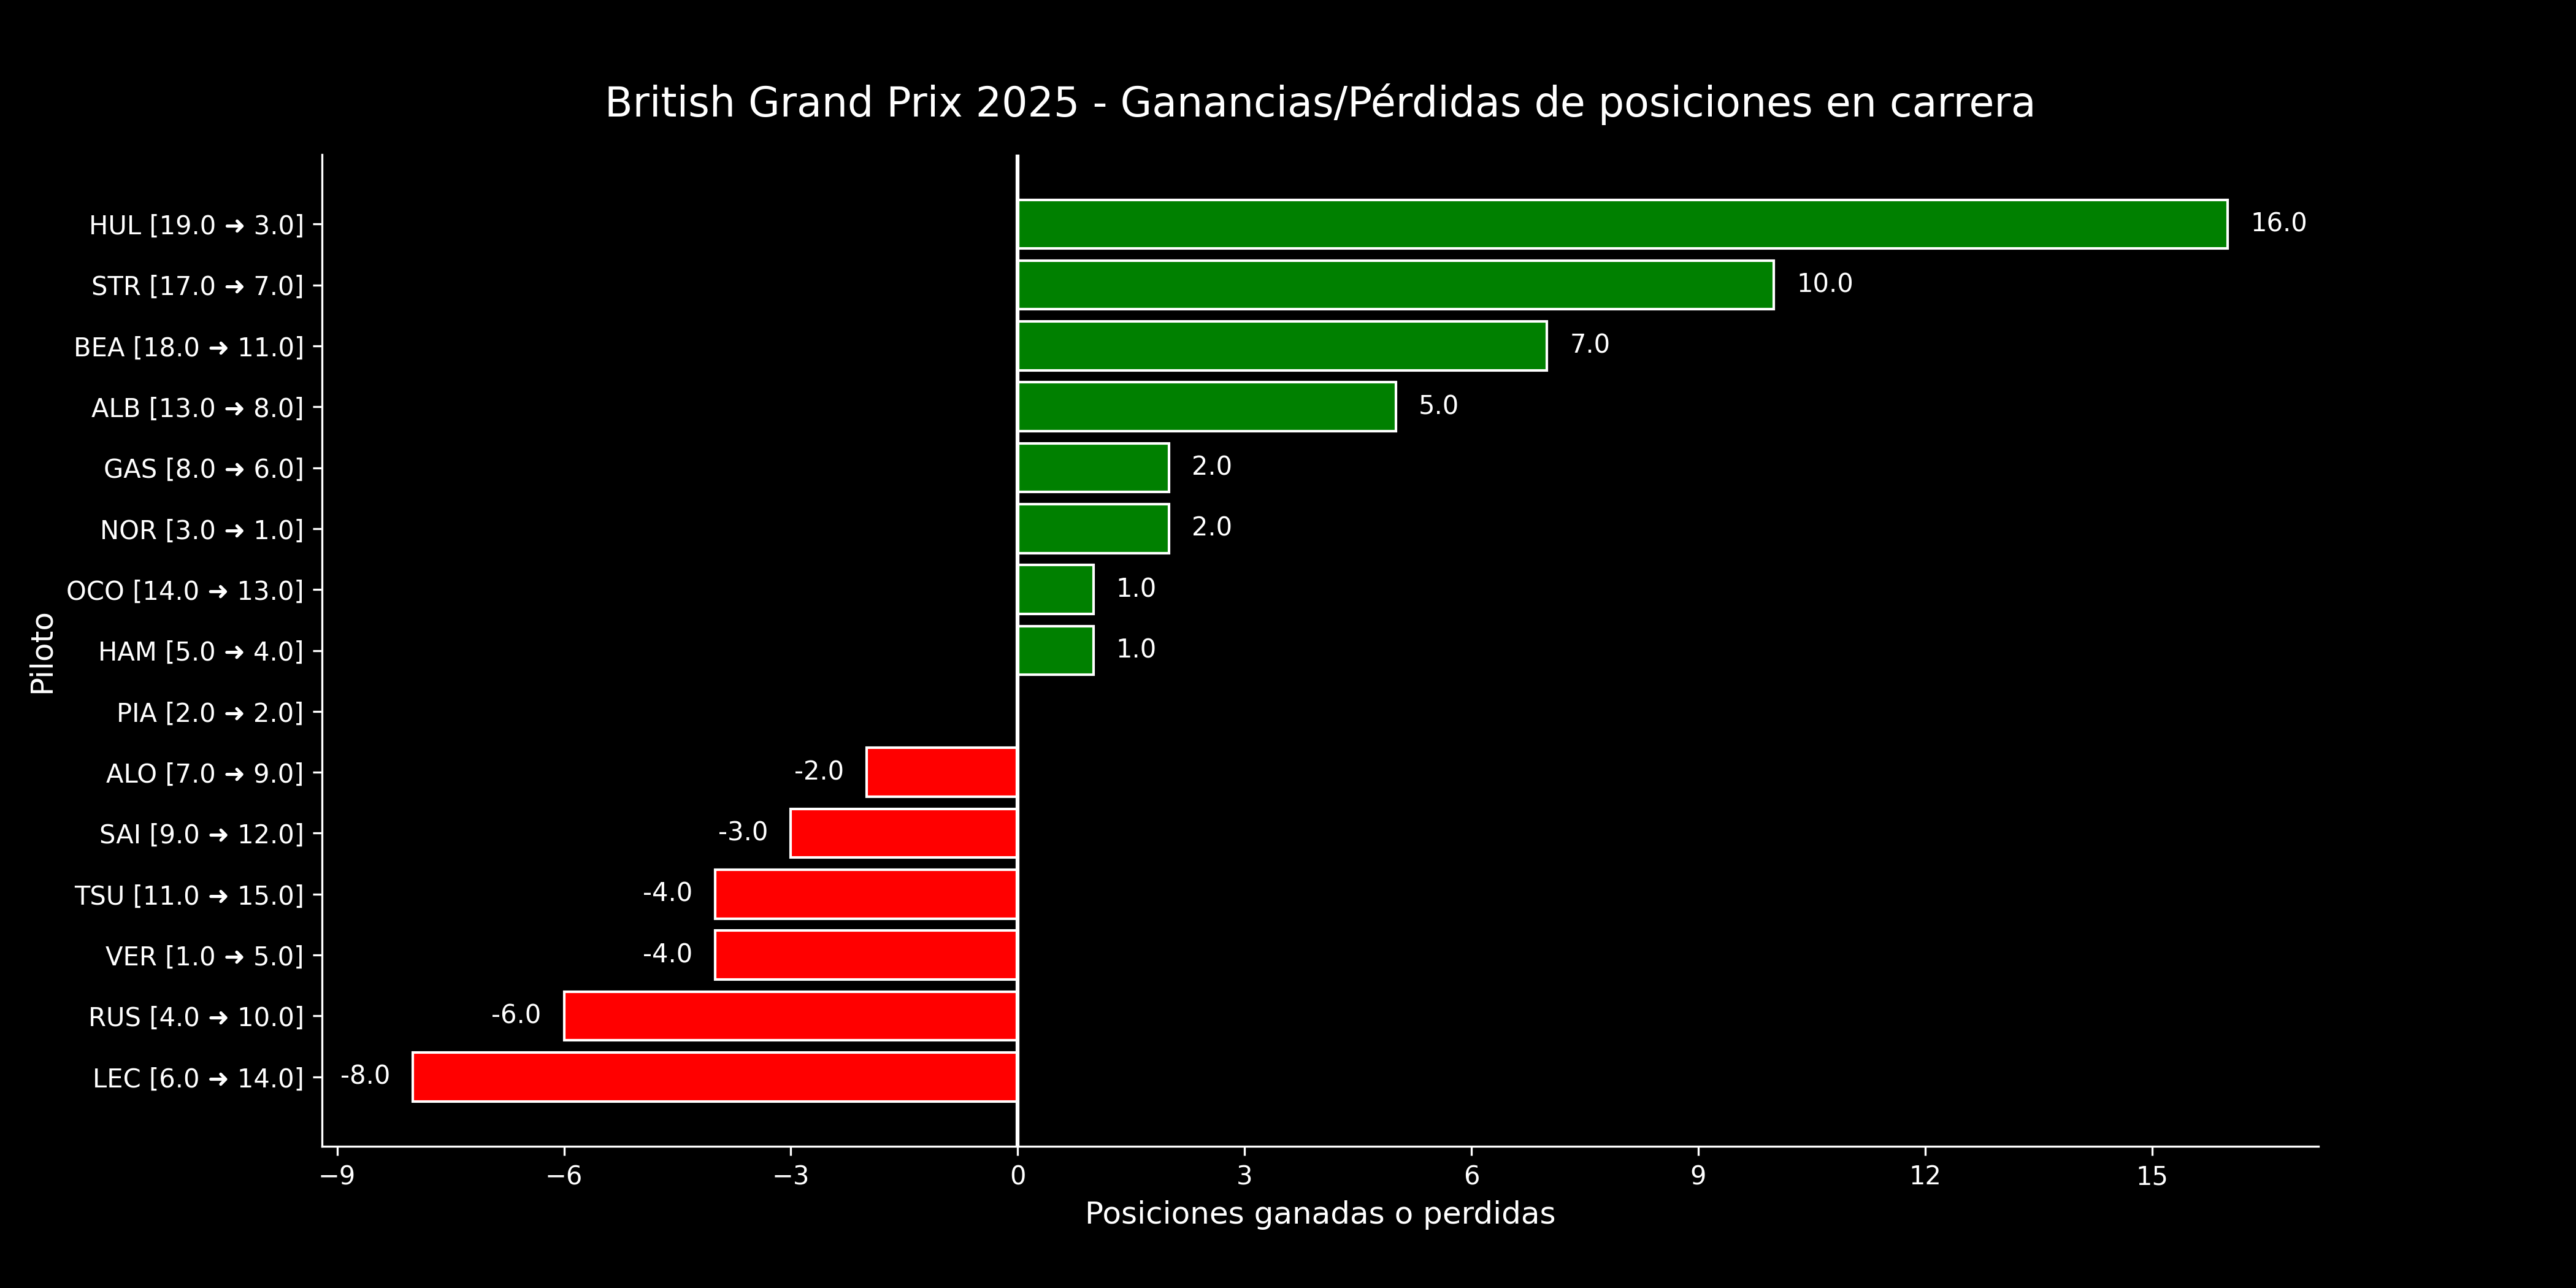 British Grand Prix 2025 - Ganancias/Pérdidas de posiciones en carrera
Piloto
HUL [19.0 → 3.0] 16.0
STR [17.0 → 7.0] 10.0
BEA [18.0 → 11.0] 7.0
ALB [13.0 → 8.0] 5.0
GAS [8.0 → 6.0] 2.0
NOR [3.0 → 1.0] 2.0
OCO [14.0 → 13.0] 1.0
HAM [5.0 → 4.0] 1.0
PIA [2.0 → 2.0]
ALO [7.0 → 9.0] -2.0
SAI [9.0 → 12.0] -3.0
TSU [11.0 → 15.0] -4.0
VER [1.0 → 5.0] -4.0
RUS [4.0 → 10.0] -6.0
LEC [6.0 → 14.0] -8.0
−9 −6 −3 0 3 6 9 12 15
Posiciones ganadas o perdidas